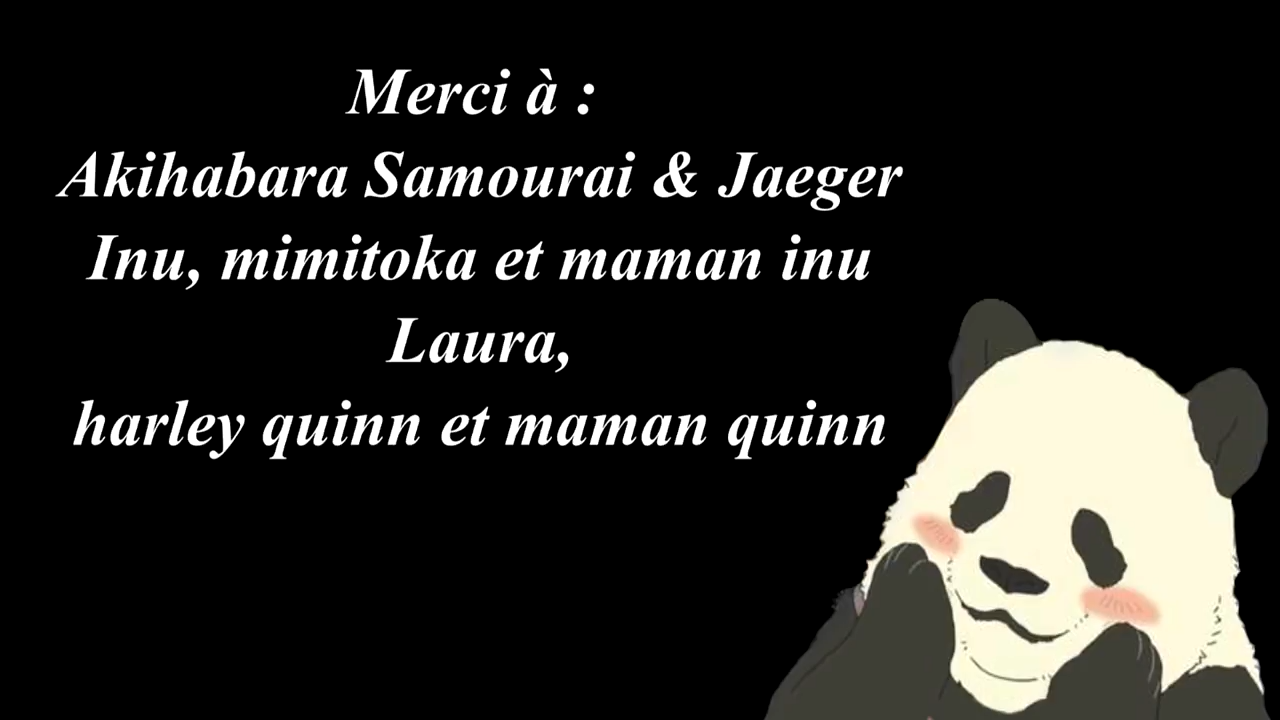 Merci à :
Akihabara Samourai & Jaeger
Inu, mimitoka et maman inu
Laura,
harley quinn et maman quinn